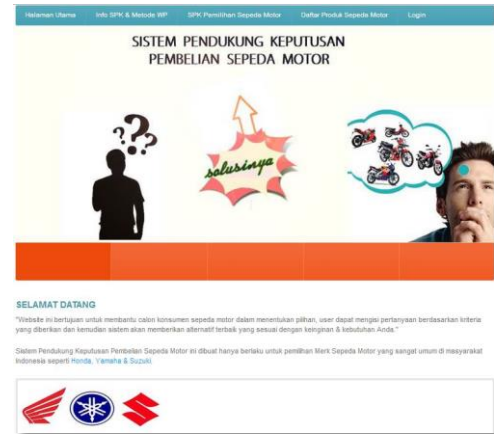 Halaman Utama
Info SPK & Metode WP
SPK Pemilihan Sepeda Motor
Daftar Produk Sepeda Motor
Login
SISTEM PENDUKUNG KEPUTUSAN
PEMBELIAN SEPEDA MOTOR
???
solusinya
SELAMAT DATANG
"Website ini bertujuan untuk membantu calon konsumen sepeda motor dalam menentukan pilihan, user dapat mengisi pertanyaan berdasarkan kriteria
yang diberikan dan kemudian sistem akan memberikan alternatif terbaik yang sesuai dengan keinginan & kebutuhan Anda."
Sistem Pendukung Keputusan Pembelian Sepeda Motor ini dibuat hanya berlaku untuk pemilihan Merk Sepeda Motor yang sangat umum di masyarakat
Indonesia seperti Honda, Yamaha & Suzuki